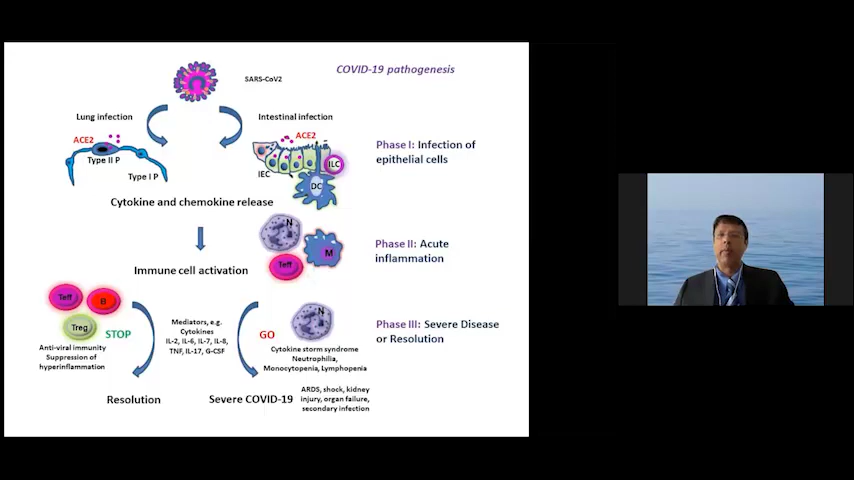 COVID-19 pathogenesis
SARS-CoV2
Lung infection
Intestinal infection
ACE2
ACE2
Type II P
Type I P
IEC
ILC
DC
Phase I: Infection of
epithelial cells
Cytokine and chemokine release
N
M
Teff
Phase II: Acute
inflammation
Immune cell activation
Teff
B
Treg
STOP
Anti-viral immunity
Suppression of
hyperinflammation
Mediators, e.g.
Cytokines
IL-2, IL-6, IL-7, IL-8,
TNF, IL-17, G-CSF
GO
N
Cytokine storm syndrome
Neutrophilia,
Monocytopenia, Lymphopenia
Phase III: Severe Disease
or Resolution
Resolution
Severe COVID-19
ARDS, shock, kidney
injury, organ failure,
secondary infection